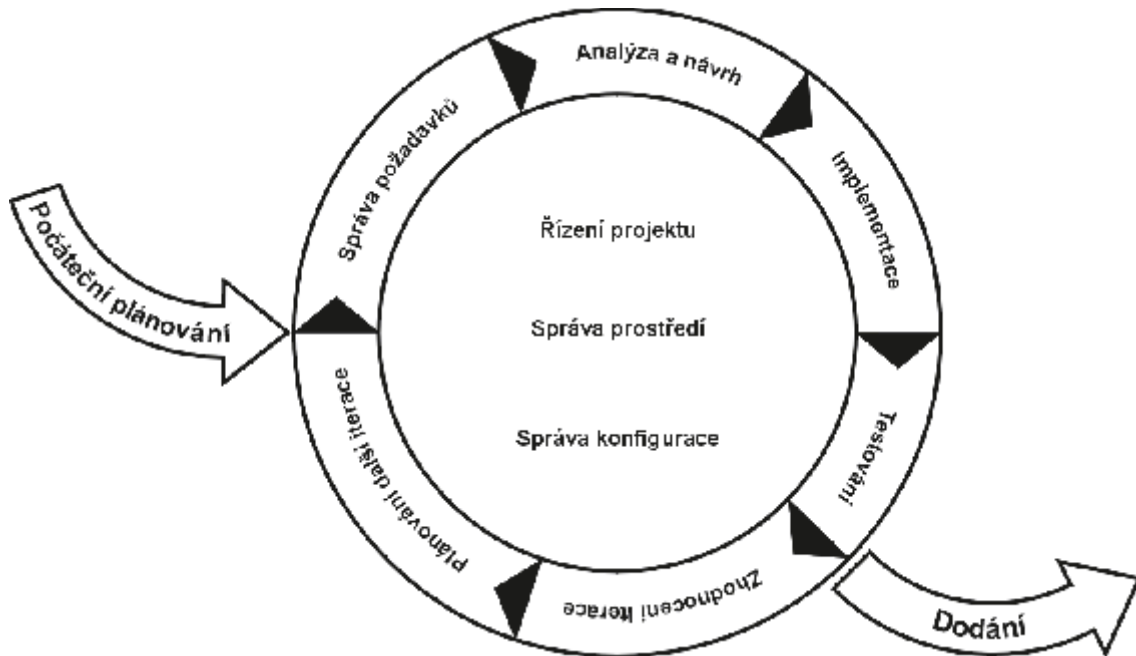 Počáteční plánování
Správa požadavků
Analýza a návrh
Implementace
Testování
Dodání
Zhodnocení iterace
plánování další iterace
Řízení projektu
Správa prostředí
Správa konfigurace